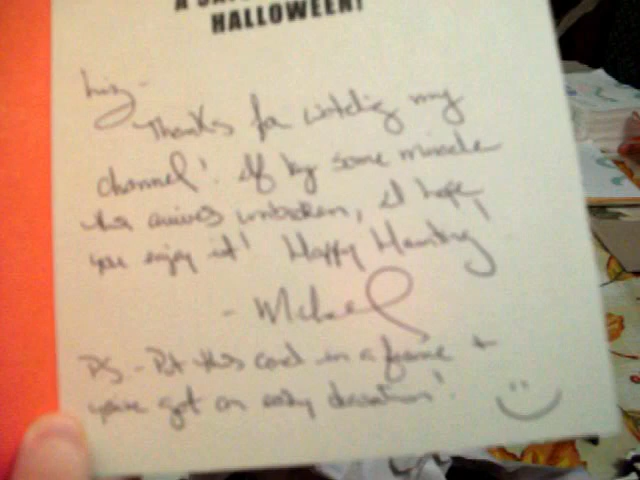 A SAF
HALLOWEEN!
Liz -
Thanks for watching my
channel! If by some miracle
this arrives unbroken, I hope
you enjoy it! Happy Haunting!
- Michael
PS - Put this card in a frame +
you've got an easy decoration!